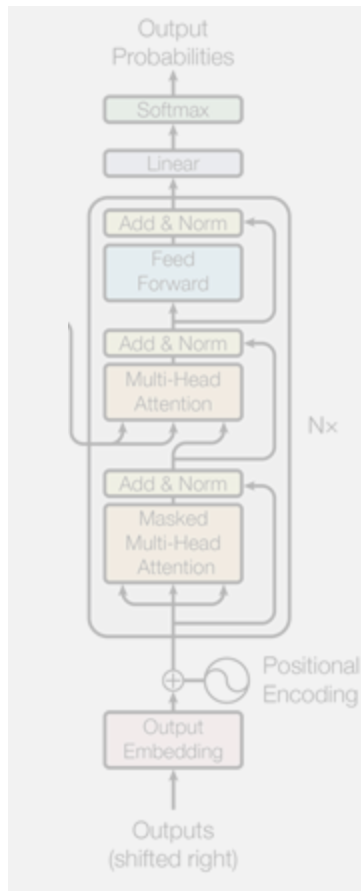 Output
Probabilities
Softmax
Linear
Add & Norm
Feed
Forward
Add & Norm
Multi-Head
Attention
N×
Add & Norm
Masked
Multi-Head
Attention
Positional
Encoding
Output
Embedding
Outputs
(shifted right)